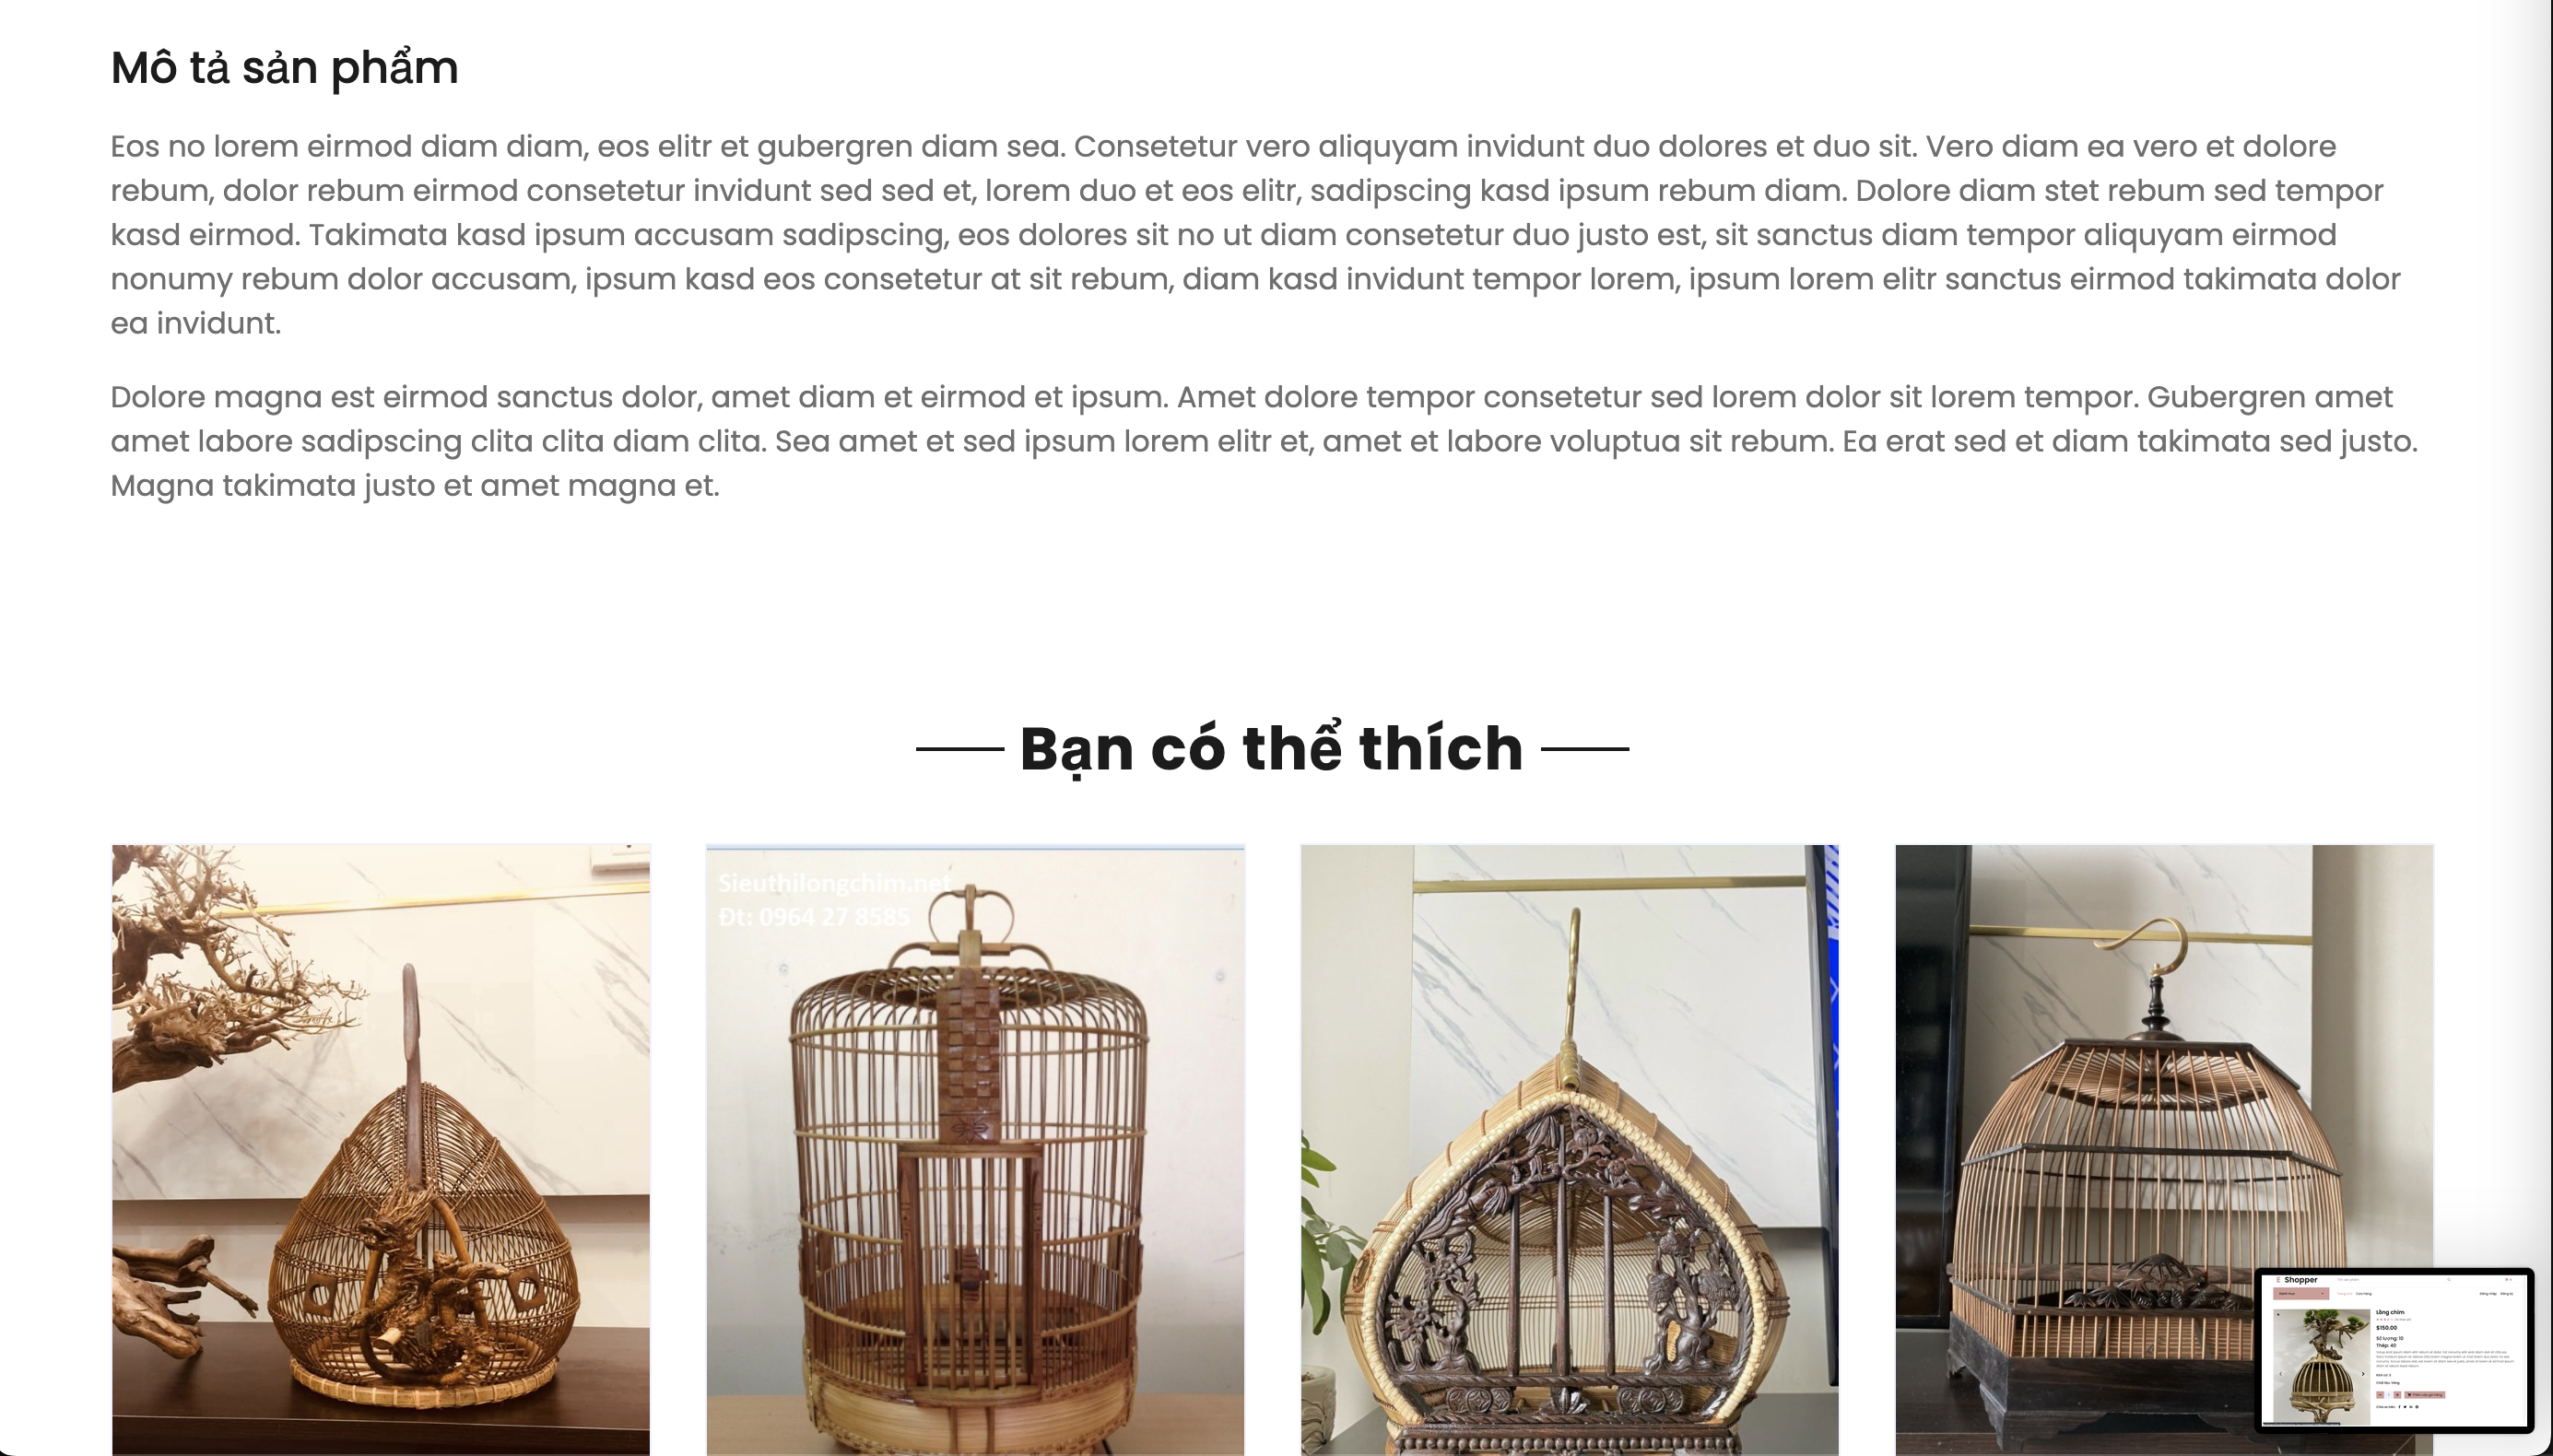 Mô tả sản phẩm
Eos no lorem eirmod diam diam, eos elitr et gubergren diam sea. Consetetur vero aliquyam invidunt duo dolores et duo sit. Vero diam ea vero et dolore
rebum, dolor rebum eirmod consetetur invidunt sed sed et, lorem duo et eos elitr, sadipscing kasd ipsum rebum diam. Dolore diam stet rebum sed tempor
kasd eirmod. Takimata kasd ipsum accusam sadipscing, eos dolores sit no ut diam consetetur duo justo est, sit sanctus diam tempor aliquyam eirmod
nonumy rebum dolor accusam, ipsum kasd eos consetetur at sit rebum, diam kasd invidunt tempor lorem, ipsum lorem elitr sanctus eirmod takimata dolor
ea invidunt.
Dolore magna est eirmod sanctus dolor, amet diam et eirmod et ipsum. Amet dolore tempor consetetur sed lorem dolor sit lorem tempor. Gubergren amet
amet labore sadipscing clita clita diam clita. Sea amet et sed ipsum lorem elitr et, amet et labore voluptua sit rebum. Ea erat sed et diam takimata sed justo.
Magna takimata justo et amet magna et.
Bạn có thể thích
Sieuthilongchim.net
Đt: 0964 27 8585
E Shopper
Lồng chim
$150.00
Số lượng: 10
Thép: 40